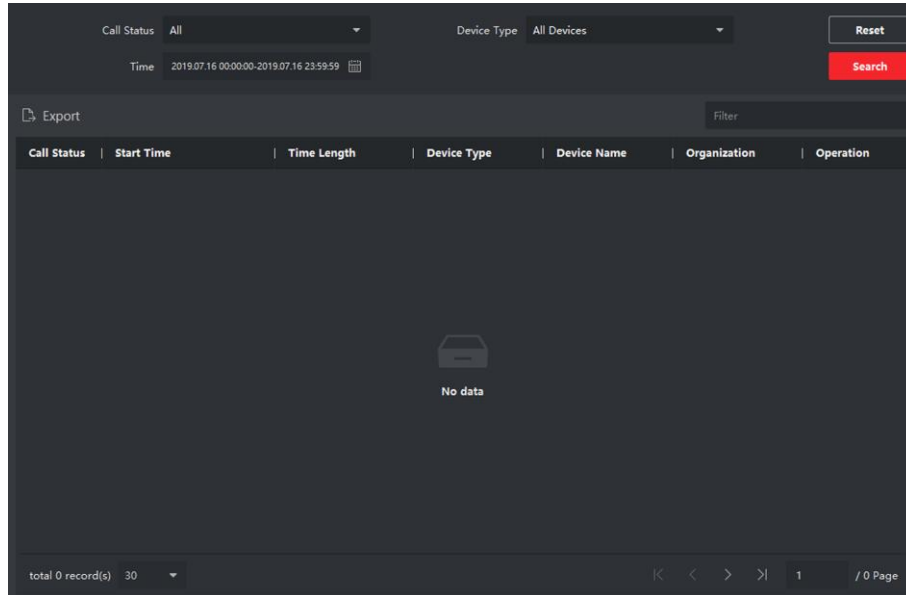 Call Status All Device Type All Devices Reset
Time 2019.07.16 00:00:00-2019.07.16 23:59:59 Search
Export Filter
Call Status | Start Time | Time Length | Device Type | Device Name | Organization | Operation
No data
total 0 record(s) 30 1 / 0 Page